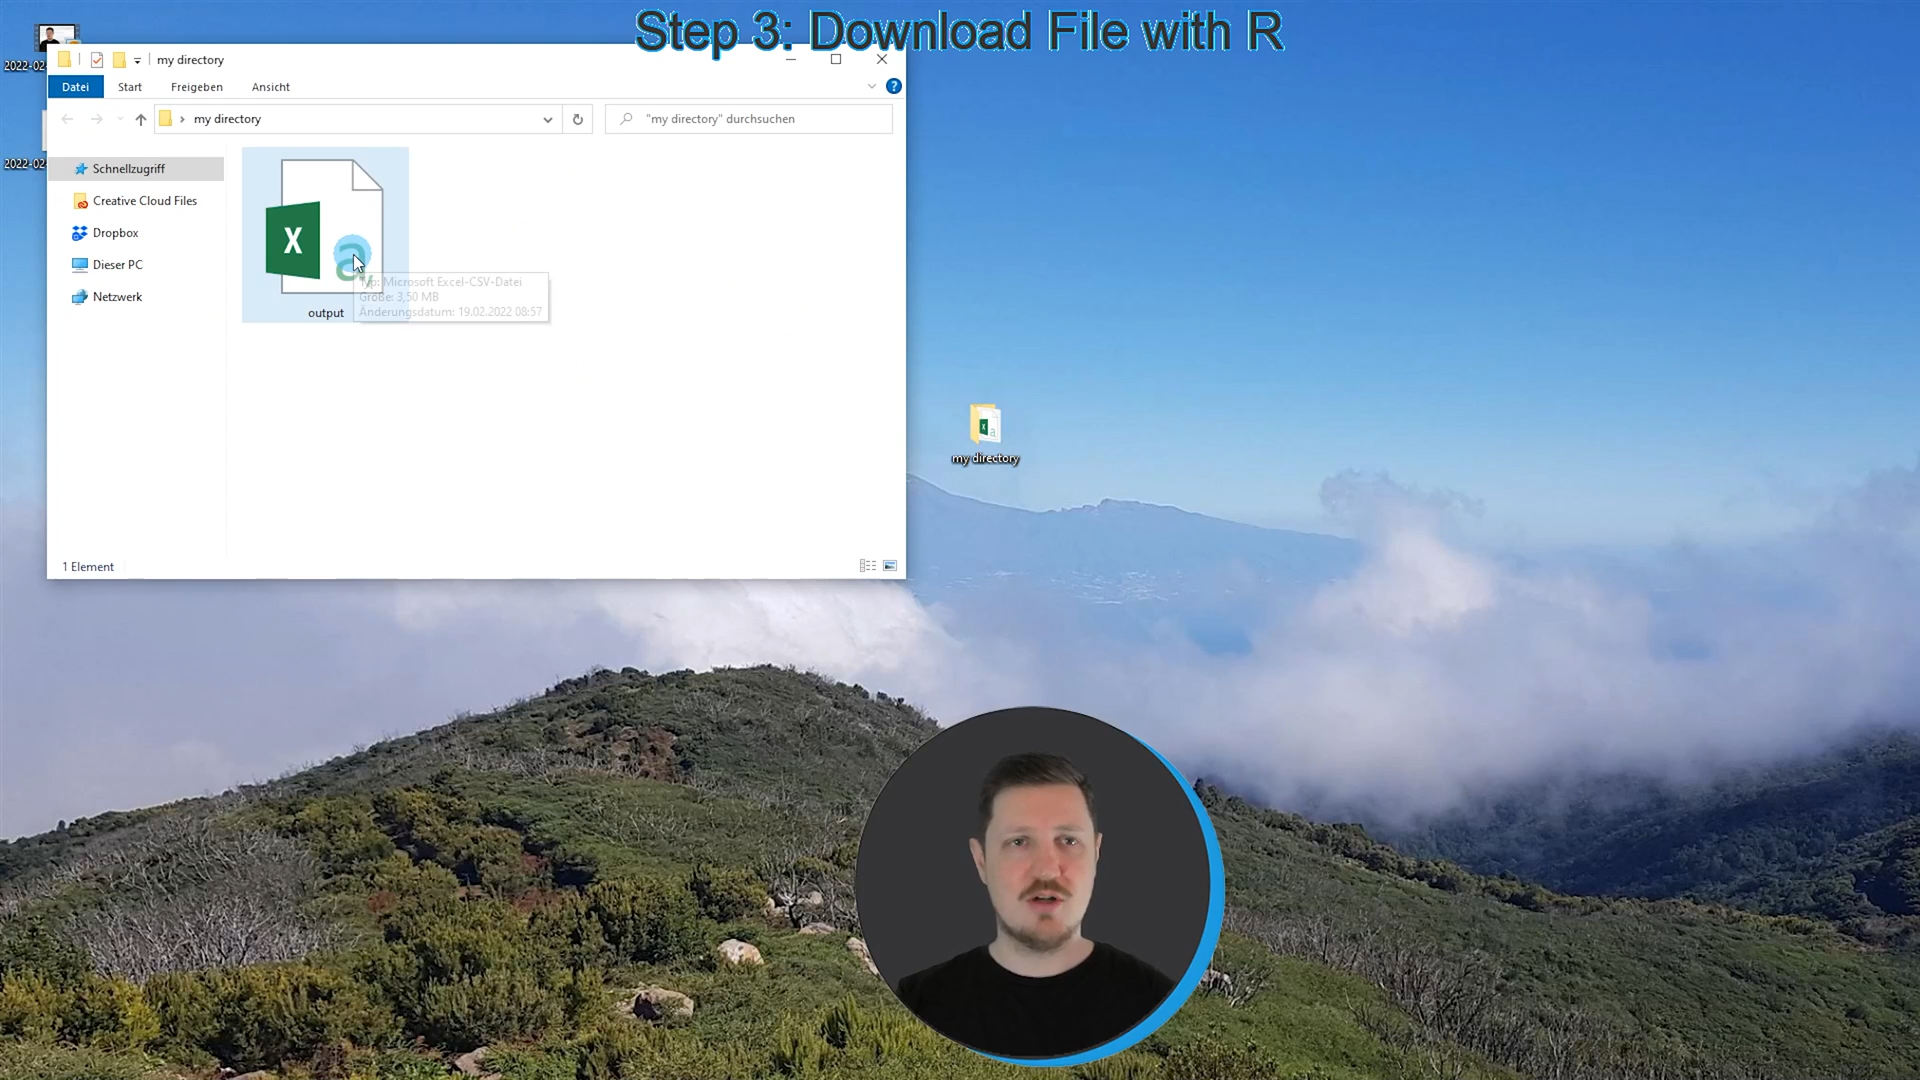 Step 3: Download File with R
my directory
Datei Start Freigeben Ansicht
my directory
"my directory" durchsuchen
2022-02
2022-02
Schnellzugriff
Creative Cloud Files
Dropbox
Dieser PC
Netzwerk
X
a
Typ: Microsoft Excel-CSV-Datei
Größe: 3,50 MB
Änderungsdatum: 19.02.2022 08:57
output
my directory
1 Element